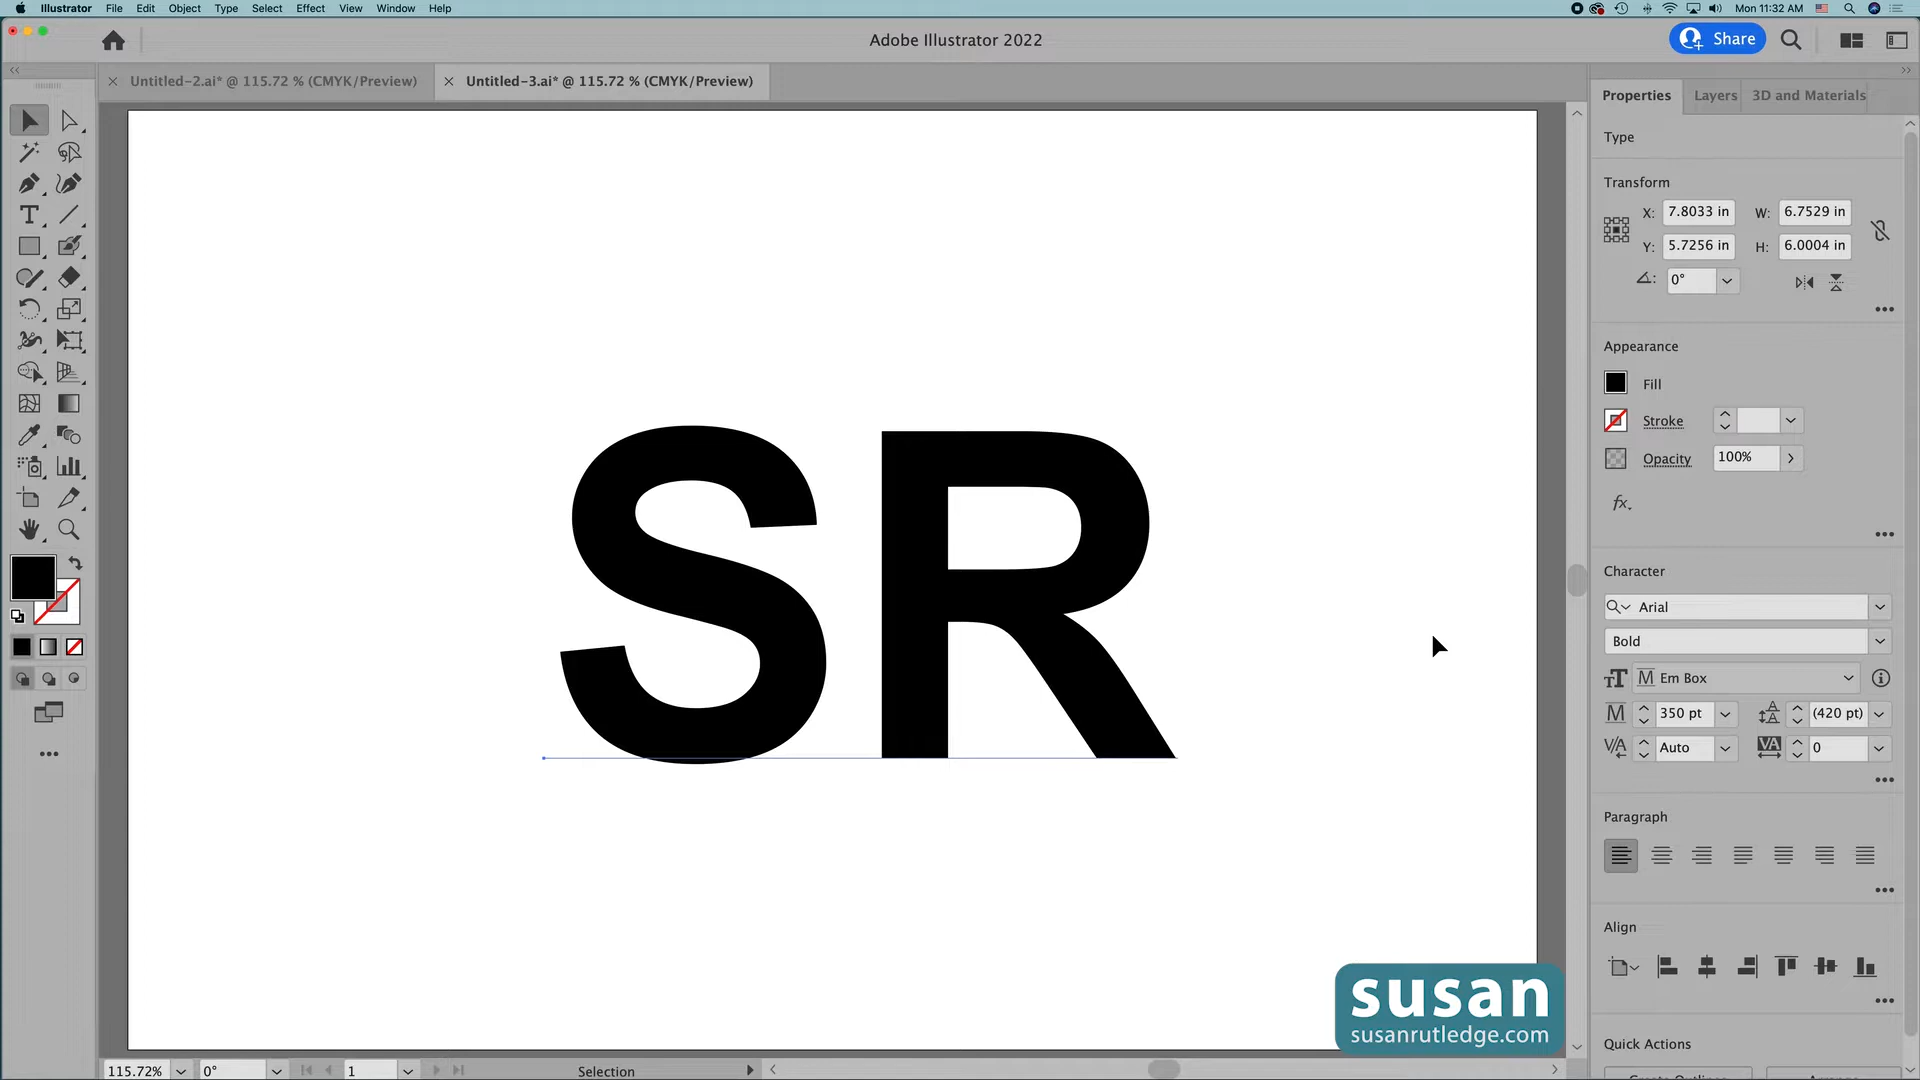 Illustrator File Edit Object Type Select Effect View Window Help
Mon 11:32 AM
Adobe Illustrator 2022
Share
Untitled-2.ai* @ 115.72 % (CMYK/Preview)
Untitled-3.ai* @ 115.72 % (CMYK/Preview)
Properties Layers 3D and Materials
Type
Transform
X: 7.8033 in W: 6.7529 in
Y: 5.7256 in H: 6.0004 in
0°
Appearance
Fill
Stroke
Opacity 100%
fx
Character
Arial
Bold
Em Box
350 pt (420 pt)
Auto 0
Paragraph
Align
Quick Actions
SR
susan
susanrutledge.com
115.72% 0° 1 Selection